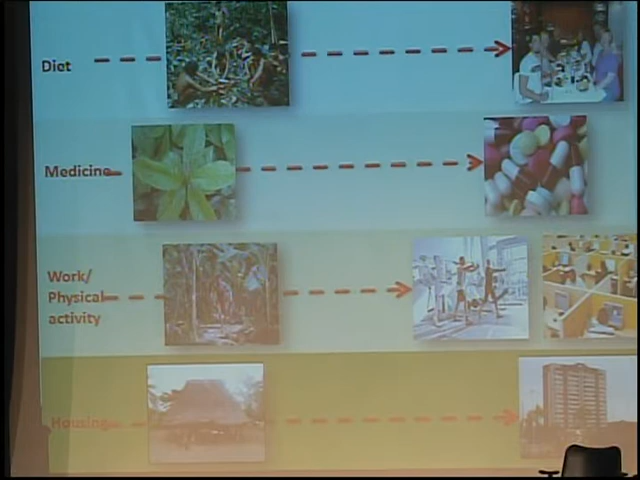 Diet
Medicine
Work/
Physical
activity
Housing